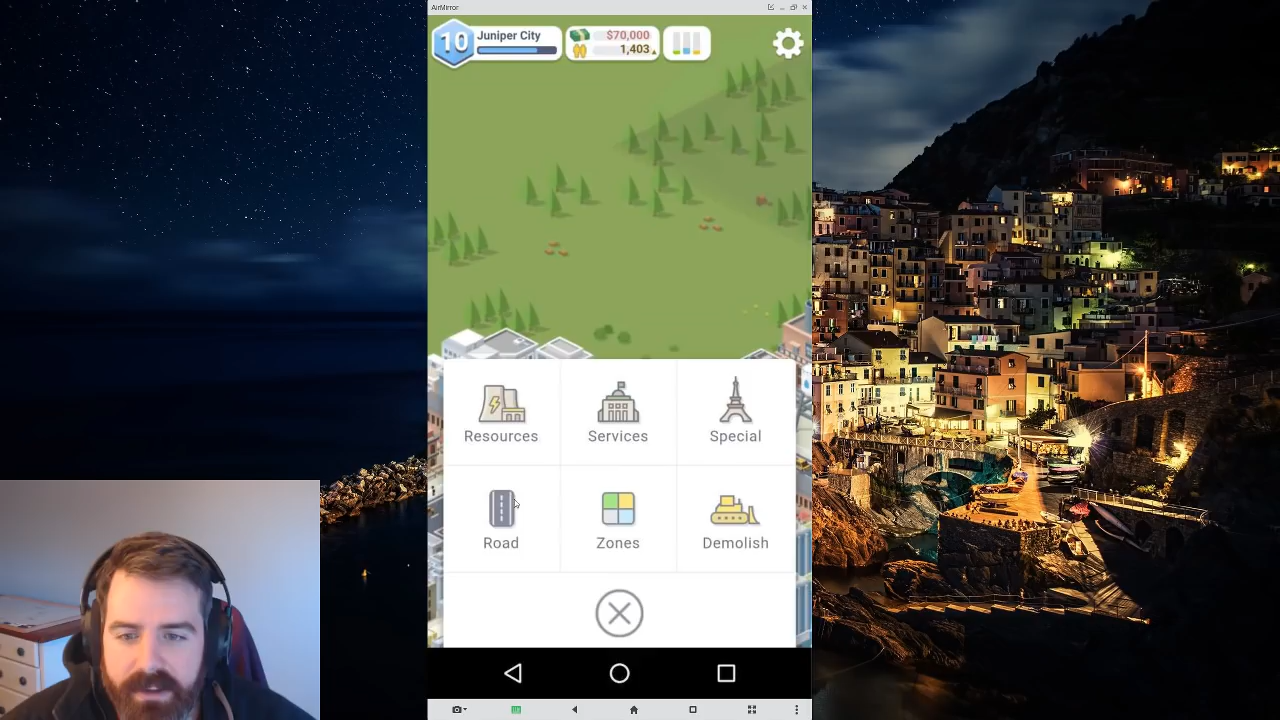 AirMirror
10
Juniper City
$70,000
1,403
Resources
Services
Special
Road
Zones
Demolish